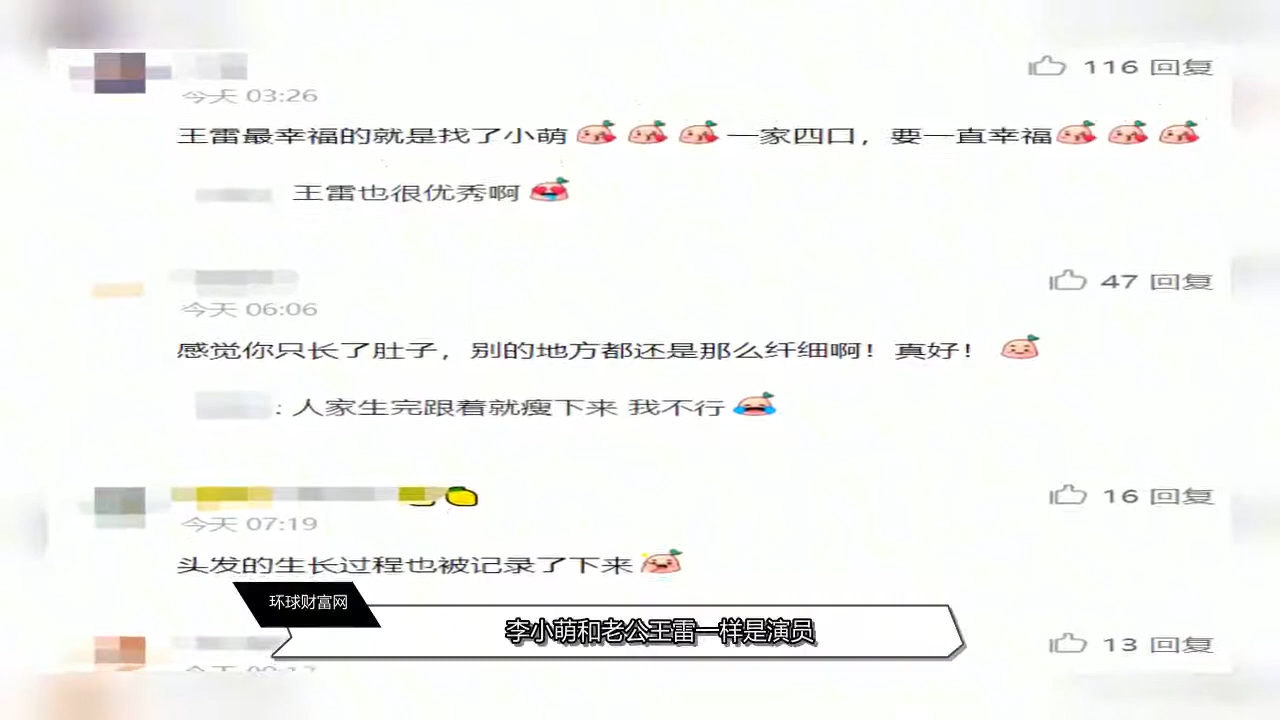 116 回复
今天 03:26
王雷最幸福的就是找了小萌 一家四口，要一直幸福
王雷也很优秀啊
47 回复
今天 06:06
感觉你只长了肚子，别的地方都还是那么纤细啊！真好！
: 人家生完跟着就瘦下来 我不行
16 回复
今天 07:19
头发的生长过程也被记录了下来
环球财富网
李小萌和老公王雷一样是演员
13 回复